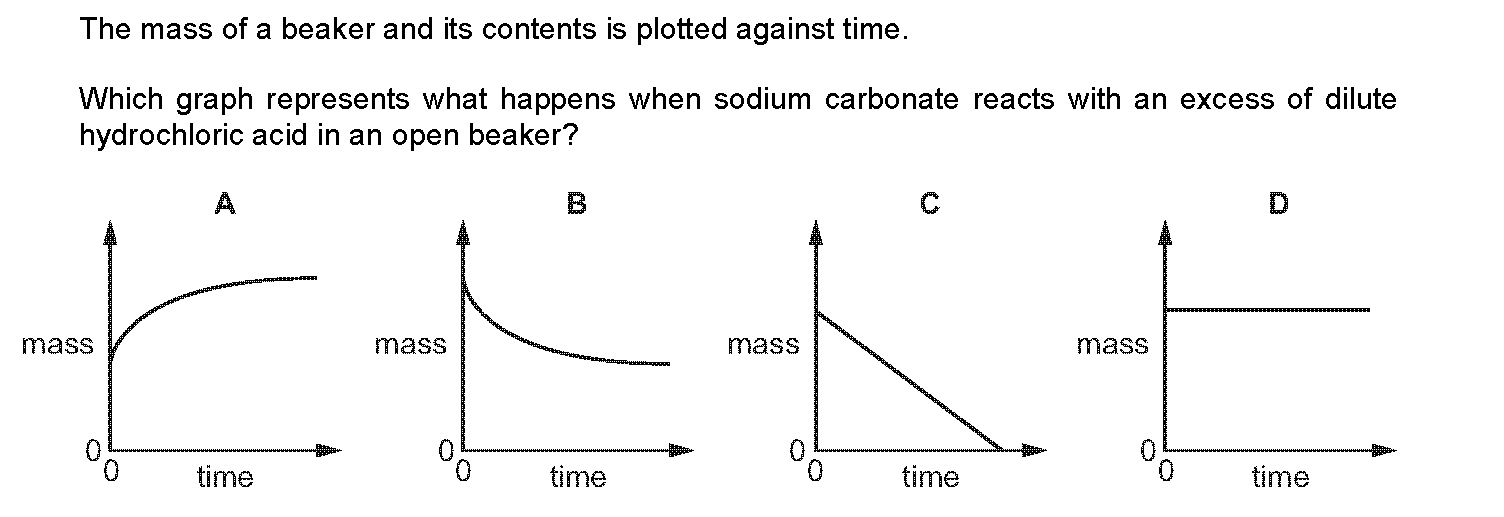 The mass of a beaker and its contents is plotted against time.
Which graph represents what happens when sodium carbonate reacts with an excess of dilute
hydrochloric acid in an open beaker?
A
mass
0
0
time
B
mass
0
0
time
C
mass
0
0
time
D
mass
0
0
time